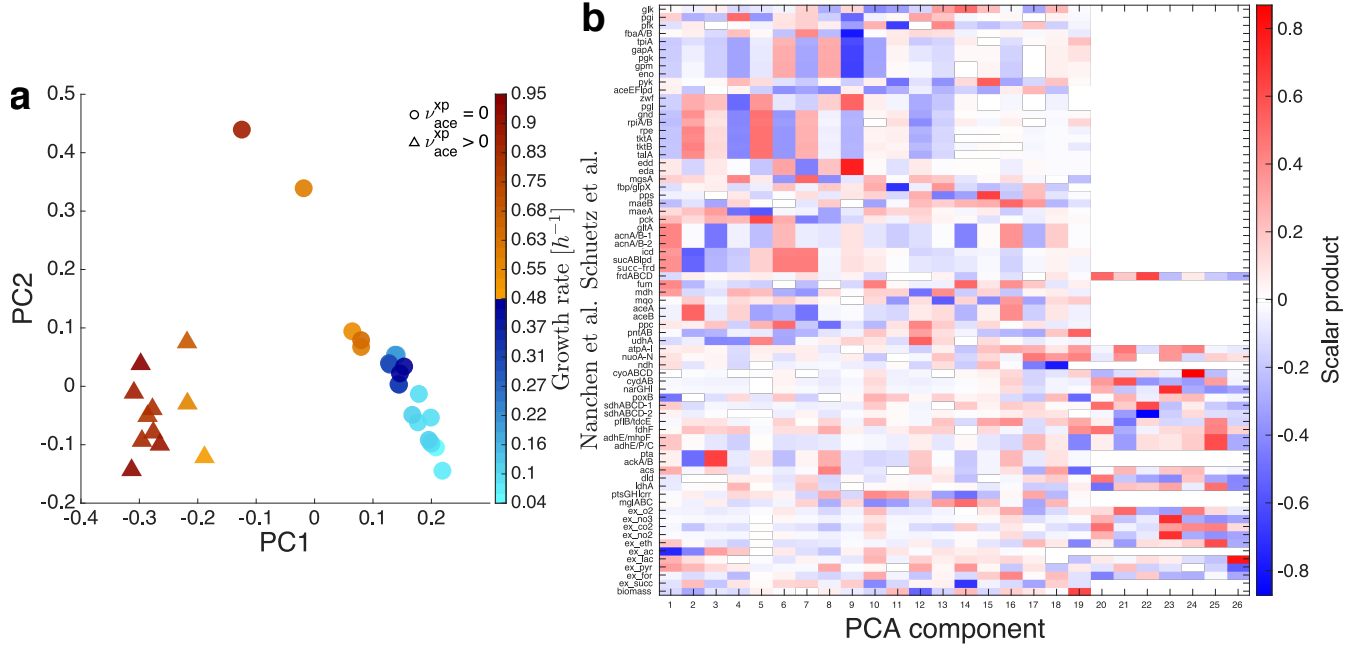 a
0.5
0.4
0.3
0.2
0.1
0
-0.1
-0.2
-0.4
-0.3
-0.2
-0.1
0
0.1
0.2
PC2
PC1
ν_ace^xp = 0
ν_ace^xp > 0
0.95
0.93
0.84
0.79
0.75
0.68
0.63
0.55
0.48
0.37
0.31
0.27
0.22
0.16
0.1
0.04
Growth rate [h⁻¹]
Nanchen et al. Schuetz et al.
b
glk
pgi
pfk
fbaA/B
tpiA
gapA
pgk
gpm
eno
pyk
aceEFlpd
zwf
pgl
gnd
rpiA/B
rpe
tktA
tktB
talA
edd
eda
mgsA
fbp/glpX
pps
maeB
maeA
pck
gltA
acnA/B-1
acnA/B-2
icd
sucABlpd
succ-frd
frdABCD
fum
mdh
mqo
aceA
aceB
ppc
pntAB
udhA
atpA-I
nuoA-N
ndh
cyoABCD
cydAB
narGHI
poxB
sdhABCD-1
sdhABCD-2
pflB/tdcE
fdhF
adhE/mhpF
adhE/P/C
pta
ackA/B
acs
dld
ldhA
ptsGHIcrr
mglABC
ex_o2
ex_no3
ex_co2
ex_no2
ex_eth
ex_ac
ex_lac
ex_pyr
ex_for
ex_succ
biomass
1 2 3 4 5 6 7 8 9 10 11 12 13 14 15 16 17 18 19 20 21 22 23 24 25 26
PCA component
0.8
0.6
0.4
0.2
0
-0.2
-0.4
-0.6
-0.8
Scalar product